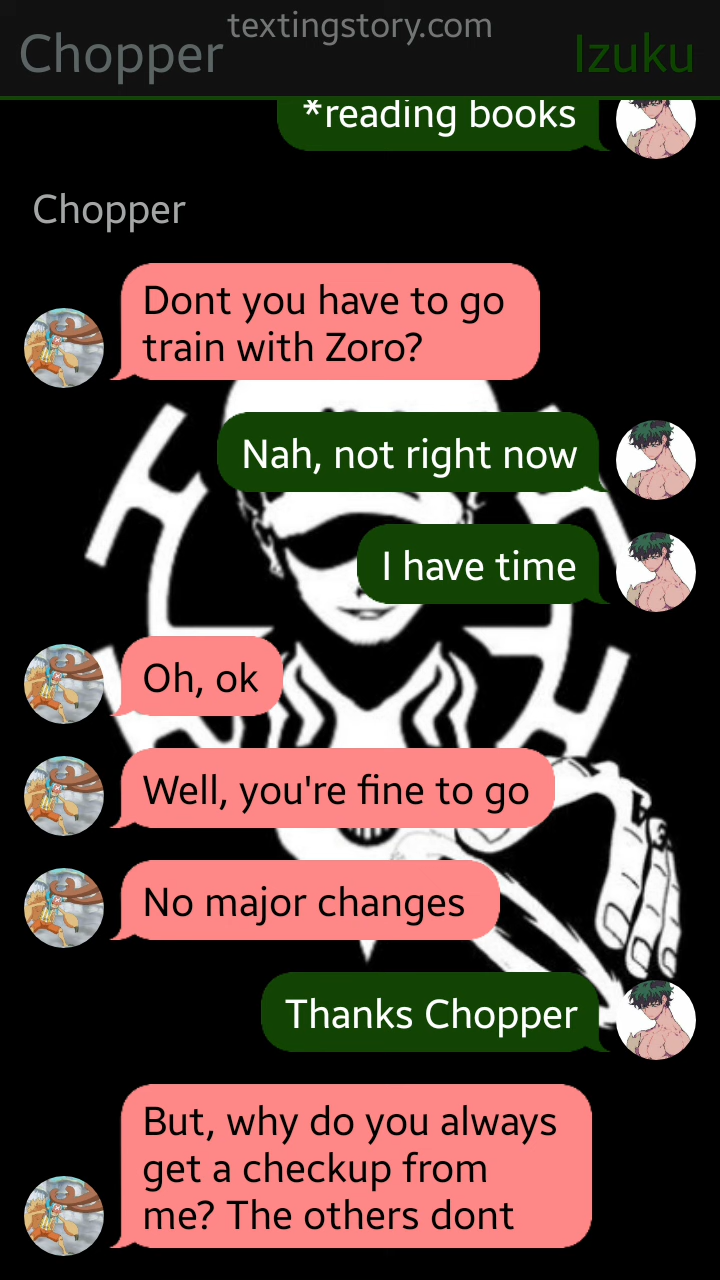 textingstory.com
Chopper
Izuku
*reading books
Chopper
Dont you have to go
train with Zoro?
Nah, not right now
I have time
Oh, ok
Well, you're fine to go
No major changes
Thanks Chopper
But, why do you always
get a checkup from
me? The others dont